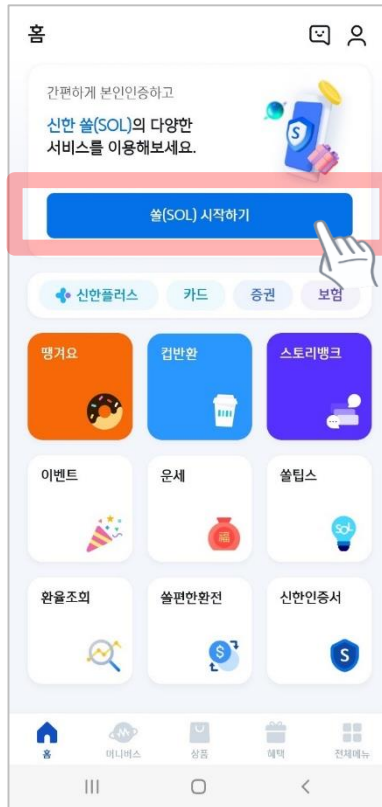 홈
간편하게 본인인증하고
신한 쏠(SOL)의 다양한
서비스를 이용해보세요.
S
쏠(SOL) 시작하기
신한플러스 카드 증권 보험
땡겨요 컵반환 스토리뱅크
이벤트 운세 쏠팁스
福 SOL
환율조회 쏠편한환전 신한인증서
$ S
홈 머니버스 상품 혜택 전체메뉴